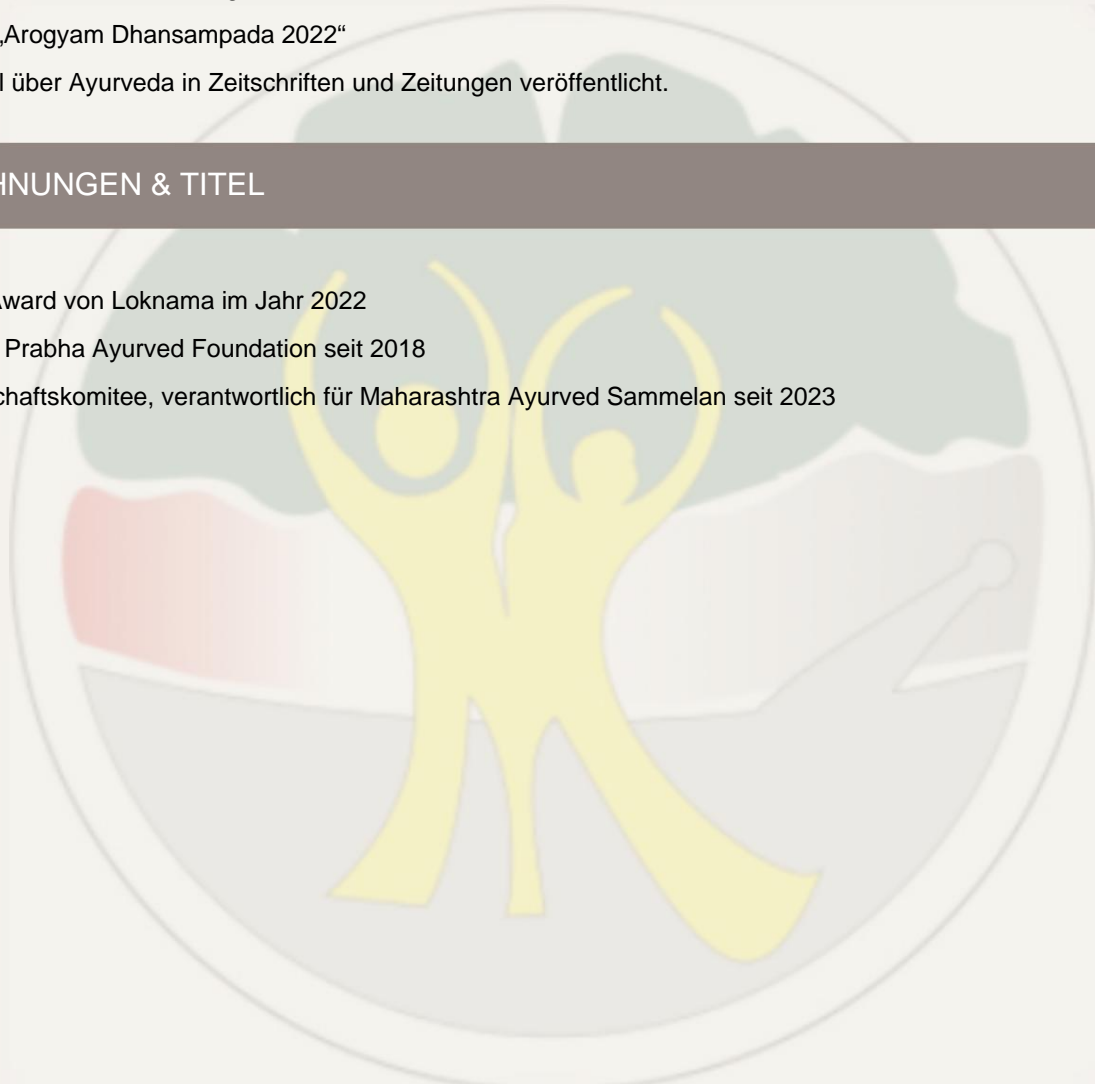 „Arogyam Dhansampada 2022“
über Ayurveda in Zeitschriften und Zeitungen veröffentlicht.
HNUNGEN & TITEL
Award von Loknama im Jahr 2022
Prabha Ayurved Foundation seit 2018
chaftskomitee, verantwortlich für Maharashtra Ayurved Sammelan seit 2023